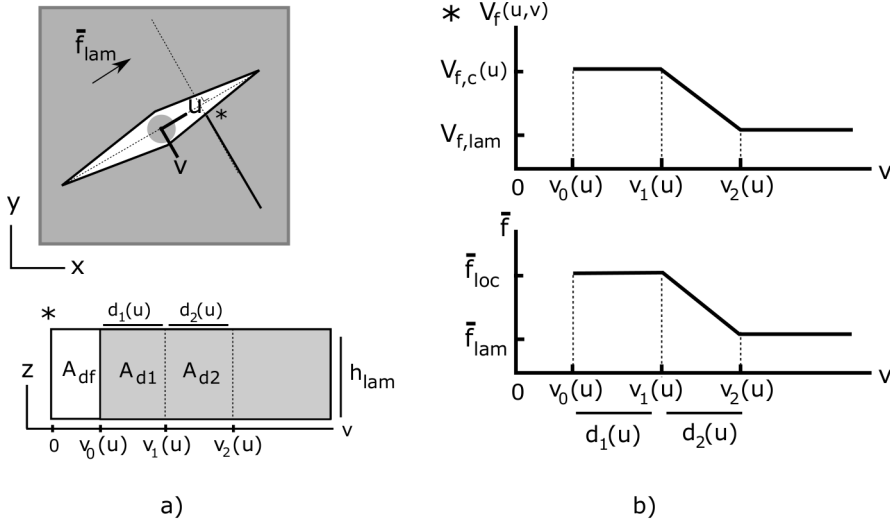 f̄lam
u
*
v
y
x
*
d1(u) d2(u)
z Adf Ad1 Ad2 hlam
0 v0(u) v1(u) v2(u) v
a)
* Vf(u,v)
Vf,c(u)
Vf,lam
0 v0(u) v1(u) v2(u) v
f̄
f̄loc
f̄lam
0 v0(u) v1(u) v2(u) v
d1(u) d2(u)
b)